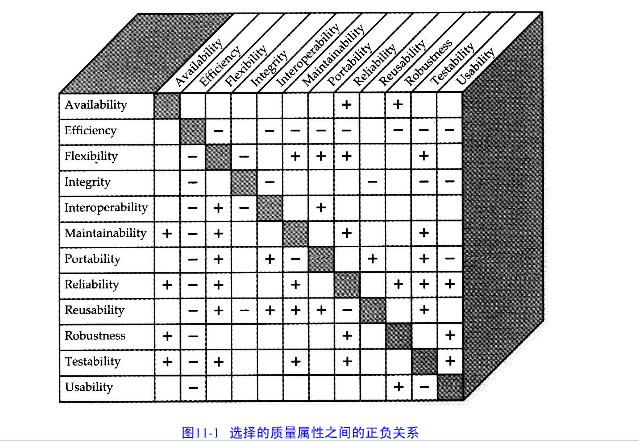 Availability
Efficiency
Flexibility
Integrity
Interoperability
Maintainability
Portability
Reliability
Reusability
Robustness
Testability
Usability
Availability + +
Efficiency − − − − − − − −
Flexibility − − + + + +
Integrity − − − − −
Interoperability − + − +
Maintainability + − + + +
Portability − + + − + + −
Reliability + − + + + + +
Reusability − + − + + + − +
Robustness + − + +
Testability + − + + + +
Usability − + −
图11-1 选择的质量属性之间的正负关系